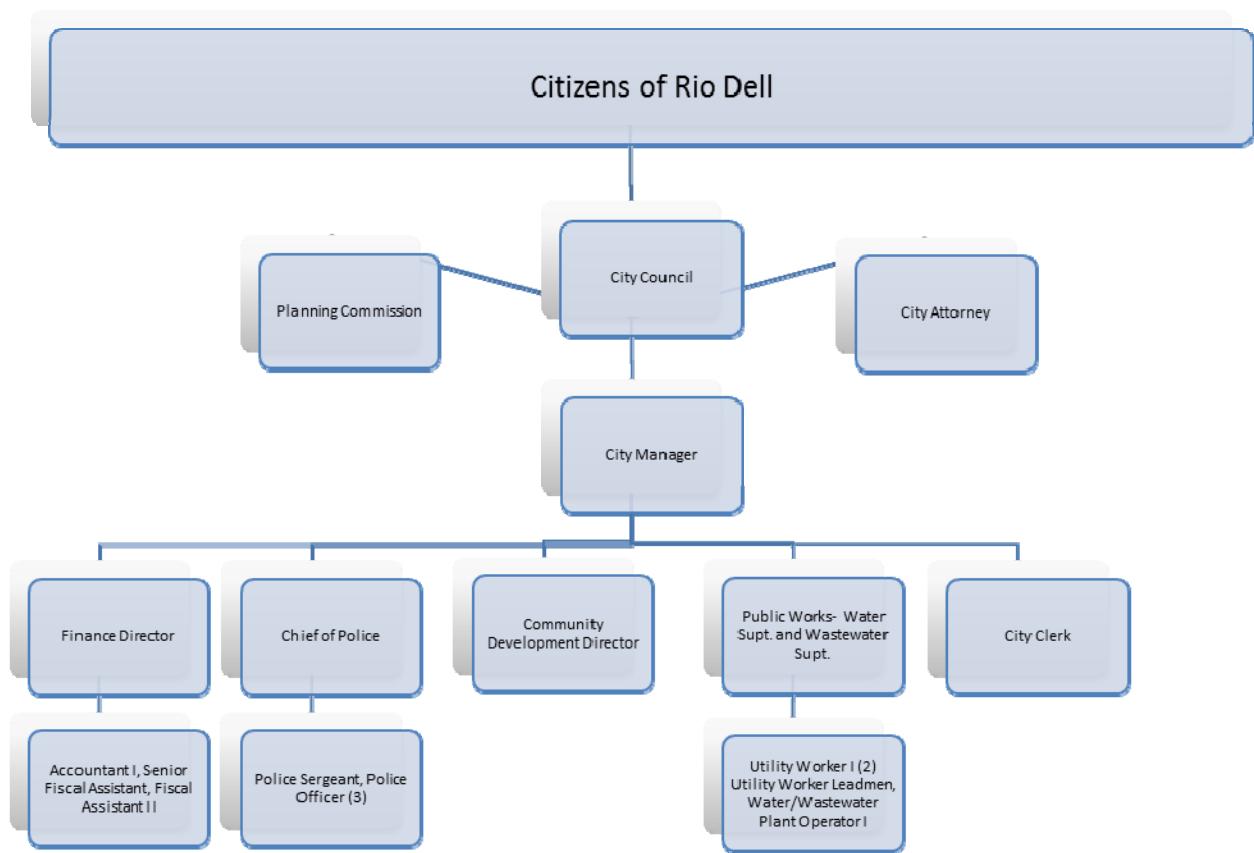 Citizens of Rio Dell
City Council
Planning Commission
City Attorney
City Manager
Finance Director
Chief of Police
Community
Development Director
Public Works- Water
Supt. and Wastewater
Supt.
City Clerk
Accountant I, Senior
Fiscal Assistant, Fiscal
Assistant II
Police Sergeant, Police
Officer (3)
Utility Worker I (2)
Utility Worker Leadmen,
Water/Wastewater
Plant Operator I